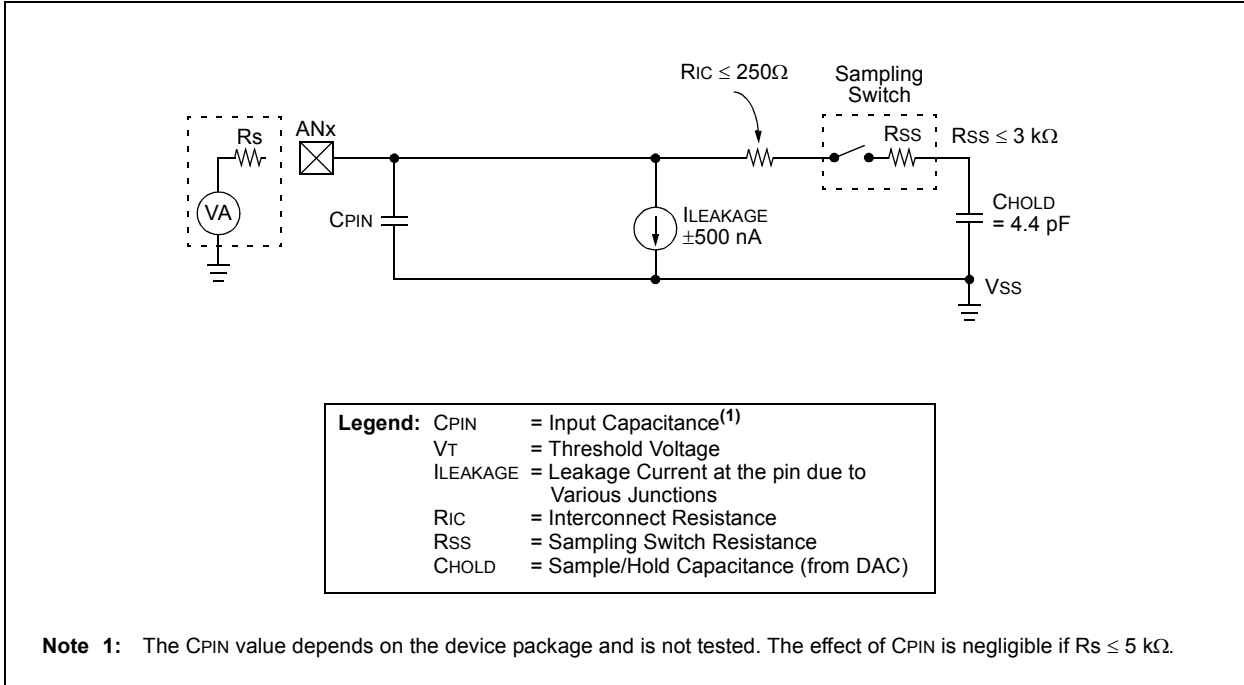 RIC ≤ 250Ω
Sampling
Switch
Rs
ANx
RSS
RSS ≤ 3 kΩ
VA
CPIN
ILEAKAGE
±500 nA
CHOLD
= 4.4 pF
VSS
Legend: CPIN = Input Capacitance(1)
VT = Threshold Voltage
ILEAKAGE = Leakage Current at the pin due to
Various Junctions
RIC = Interconnect Resistance
RSS = Sampling Switch Resistance
CHOLD = Sample/Hold Capacitance (from DAC)
Note 1: The CPIN value depends on the device package and is not tested. The effect of CPIN is negligible if Rs ≤ 5 kΩ.